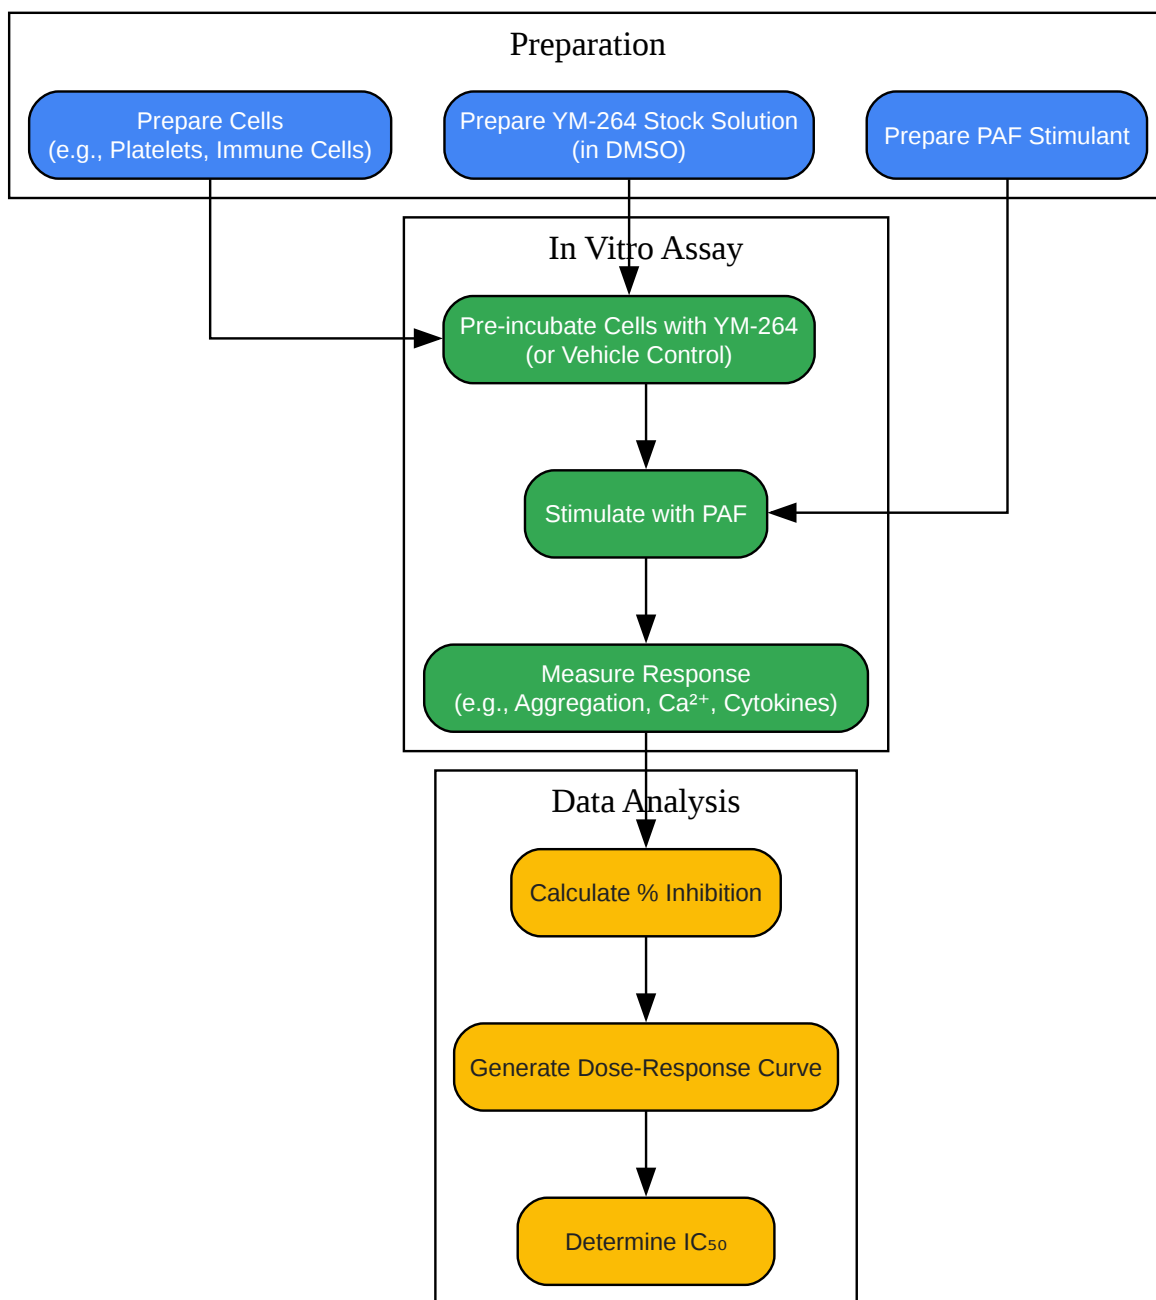 Preparation
Prepare Cells
(e.g., Platelets, Immune Cells)
Prepare YM-264 Stock Solution
(in DMSO)
Prepare PAF Stimulant
In Vitro Assay
Pre-incubate Cells with YM-264
(or Vehicle Control)
Stimulate with PAF
Measure Response
(e.g., Aggregation, Ca²⁺, Cytokines)
Data Analysis
Calculate % Inhibition
Generate Dose-Response Curve
Determine IC₅₀